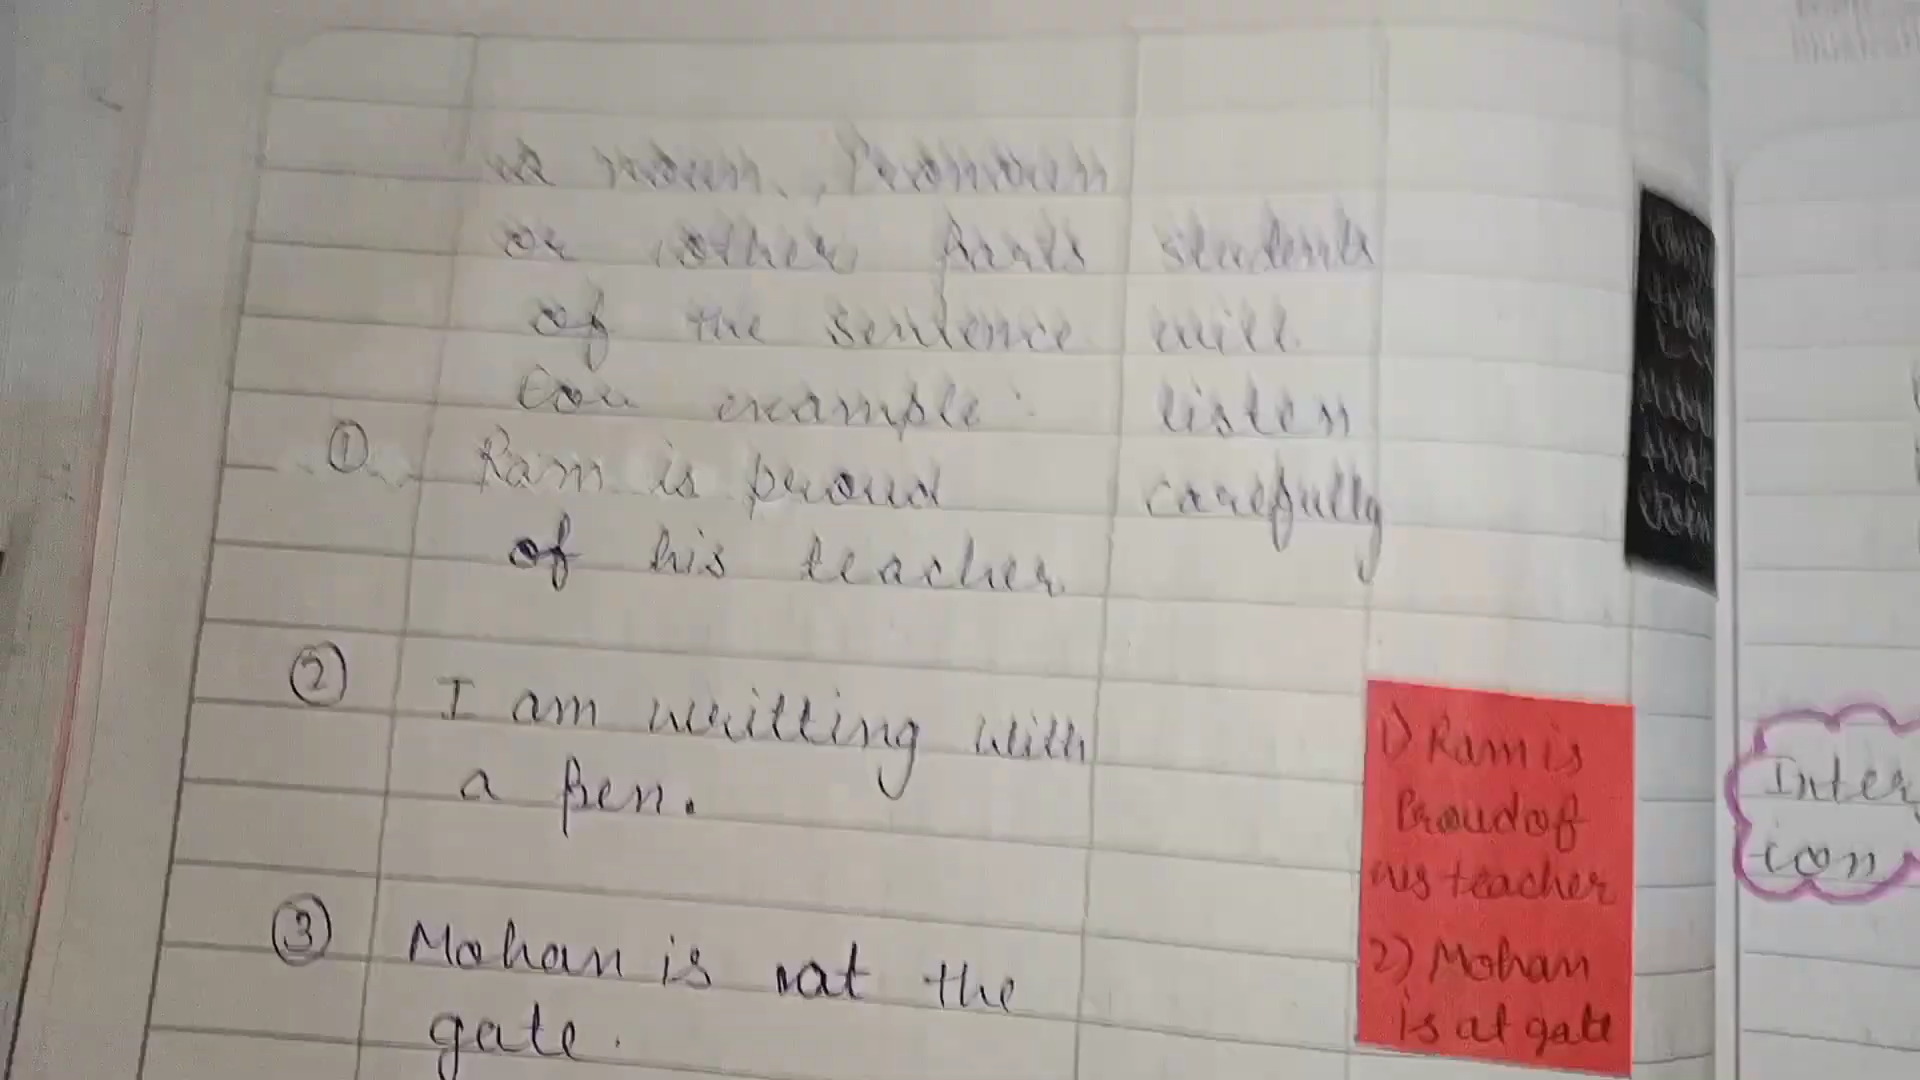 or noun, Pronoun
or other Parts
of the sentence
For example:
① Ram is proud
of his teacher.
② I am writting with
a Pen.
③ Mohan is at the
gate.
students
will
listen
carefully
1) Ram is
Proud of
his teacher
2) Mohan
is at gate
that
Inter